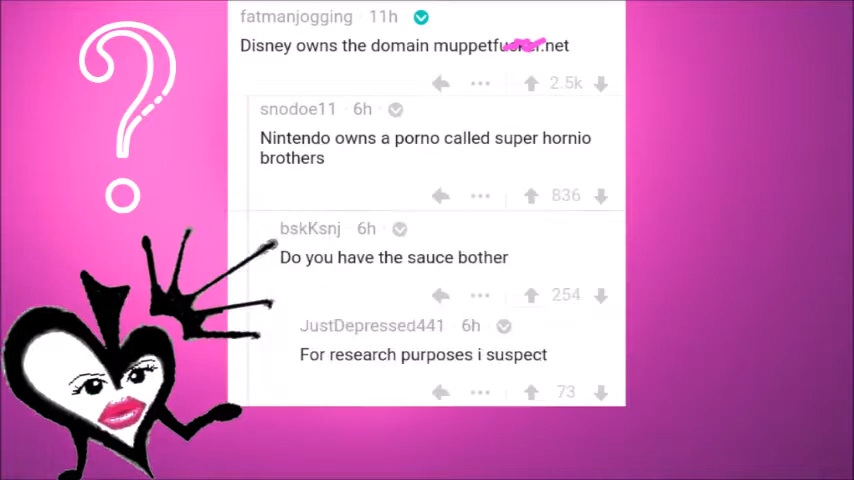 fatmanjogging · 11h
Disney owns the domain muppetfucker.net
2.5k
snodoe11 · 6h
Nintendo owns a porno called super hornio
brothers
836
bskKsnj 6h
Do you have the sauce bother
254
JustDepressed441 · 6h
For research purposes i suspect
73